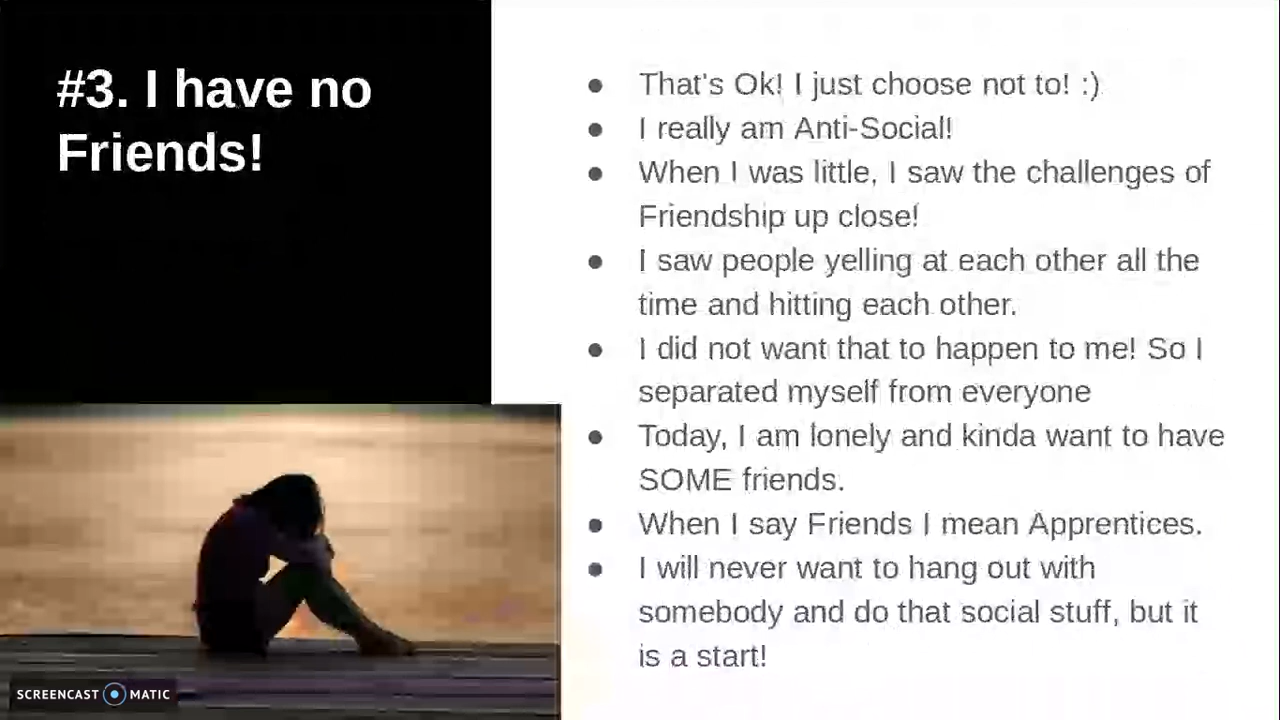 #3. I have no
Friends!
● That's Ok! I just choose not to! :)
● I really am Anti-Social!
● When I was little, I saw the challenges of
Friendship up close!
● I saw people yelling at each other all the
time and hitting each other.
● I did not want that to happen to me! So I
separated myself from everyone
● Today, I am lonely and kinda want to have
SOME friends.
● When I say Friends I mean Apprentices.
● I will never want to hang out with
somebody and do that social stuff, but it
is a start!
SCREENCAST MATIC